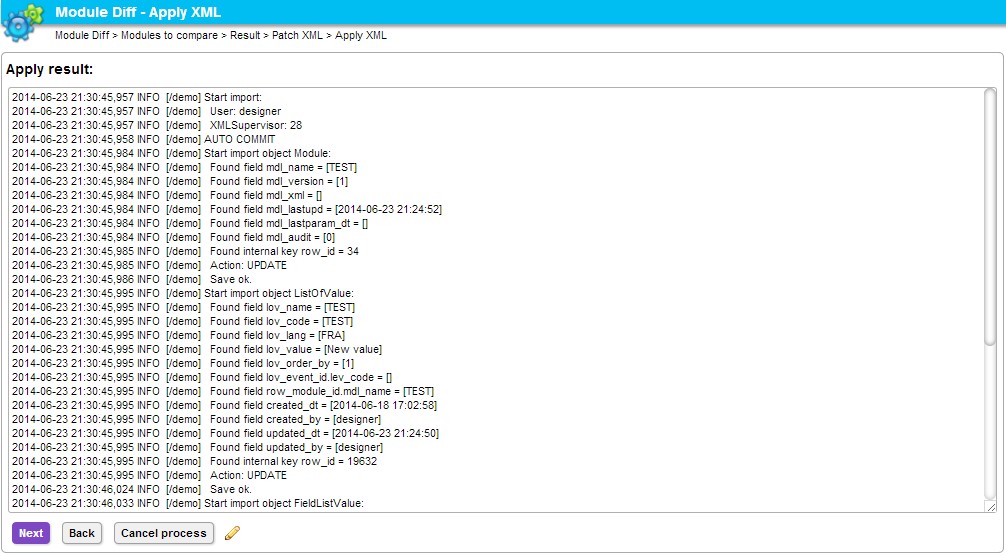 Module Diff - Apply XML
Module Diff > Modules to compare > Result > Patch XML > Apply XML
Apply result:
2014-06-23 21:30:45,957 INFO [/demo] Start import:
2014-06-23 21:30:45,957 INFO [/demo] User: designer
2014-06-23 21:30:45,957 INFO [/demo] XMLSupervisor: 28
2014-06-23 21:30:45,958 INFO [/demo] AUTO COMMIT
2014-06-23 21:30:45,984 INFO [/demo] Start import object Module:
2014-06-23 21:30:45,984 INFO [/demo] Found field mdl_name = [TEST]
2014-06-23 21:30:45,984 INFO [/demo] Found field mdl_version = [1]
2014-06-23 21:30:45,984 INFO [/demo] Found field mdl_xml = []
2014-06-23 21:30:45,984 INFO [/demo] Found field mdl_lastupd = [2014-06-23 21:24:52]
2014-06-23 21:30:45,984 INFO [/demo] Found field mdl_lastparam_dt = []
2014-06-23 21:30:45,984 INFO [/demo] Found field mdl_audit = [0]
2014-06-23 21:30:45,985 INFO [/demo] Found internal key row_id = 34
2014-06-23 21:30:45,985 INFO [/demo] Action: UPDATE
2014-06-23 21:30:45,986 INFO [/demo] Save ok.
2014-06-23 21:30:45,995 INFO [/demo] Start import object ListOfValue:
2014-06-23 21:30:45,995 INFO [/demo] Found field lov_name = [TEST]
2014-06-23 21:30:45,995 INFO [/demo] Found field lov_code = [TEST]
2014-06-23 21:30:45,995 INFO [/demo] Found field lov_lang = [FRA]
2014-06-23 21:30:45,995 INFO [/demo] Found field lov_value = [New value]
2014-06-23 21:30:45,995 INFO [/demo] Found field lov_order_by = [1]
2014-06-23 21:30:45,995 INFO [/demo] Found field lov_event_id.lev_code = []
2014-06-23 21:30:45,995 INFO [/demo] Found field row_module_id.mdl_name = [TEST]
2014-06-23 21:30:45,995 INFO [/demo] Found field created_dt = [2014-06-18 17:02:58]
2014-06-23 21:30:45,995 INFO [/demo] Found field created_by = [designer]
2014-06-23 21:30:45,995 INFO [/demo] Found field updated_dt = [2014-06-23 21:24:50]
2014-06-23 21:30:45,995 INFO [/demo] Found field updated_by = [designer]
2014-06-23 21:30:45,995 INFO [/demo] Found internal key row_id = 19632
2014-06-23 21:30:45,995 INFO [/demo] Action: UPDATE
2014-06-23 21:30:46,024 INFO [/demo] Save ok.
2014-06-23 21:30:46,033 INFO [/demo] Start import object FieldListValue:
Next Back Cancel process